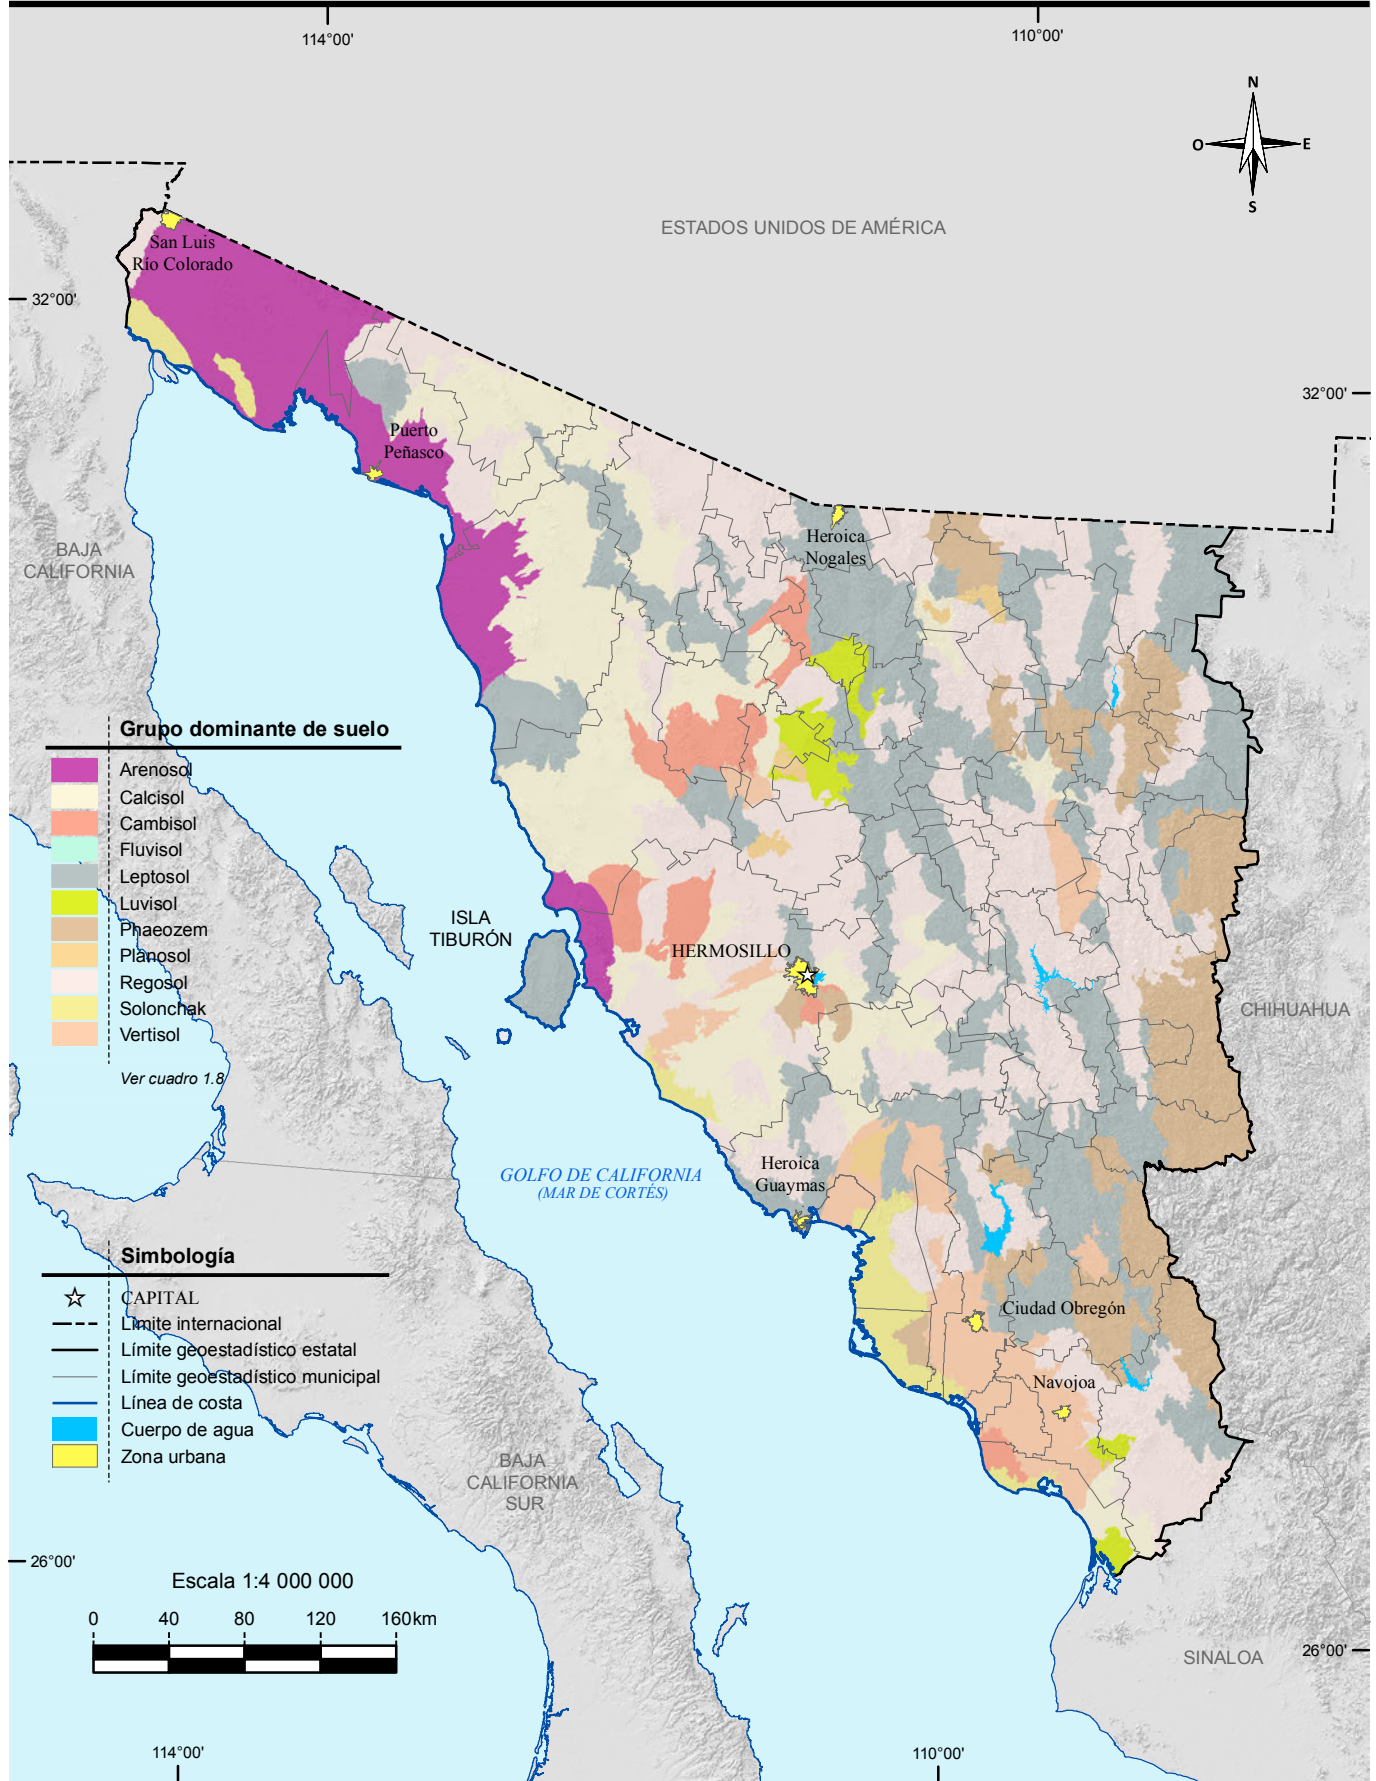 114°00'
110°00'
N
O
E
S
ESTADOS UNIDOS DE AMÉRICA
San Luis
Río Colorado
32°00'
32°00'
Puerto
Peñasco
BAJA
CALIFORNIA
Heroica
Nogales
Grupo dominante de suelo
Arenosol
Calcisol
Cambisol
Fluvisol
Leptosol
Luvisol
Phaeozem
Planosol
Regosol
Solonchak
Vertisol
Ver cuadro 1.8
ISLA
TIBURÓN
HERMOSILLO
CHIHUAHUA
GOLFO DE CALIFORNIA
(MAR DE CORTÉS)
Heroica
Guaymas
Simbología
CAPITAL
Límite internacional
Límite geoestadístico estatal
Límite geoestadístico municipal
Línea de costa
Cuerpo de agua
Zona urbana
Ciudad Obregón
Navojoa
BAJA
CALIFORNIA
SUR
26°00'
Escala 1:4 000 000
0 40 80 120 160km
SINALOA
26°00'
114°00'
110°00'